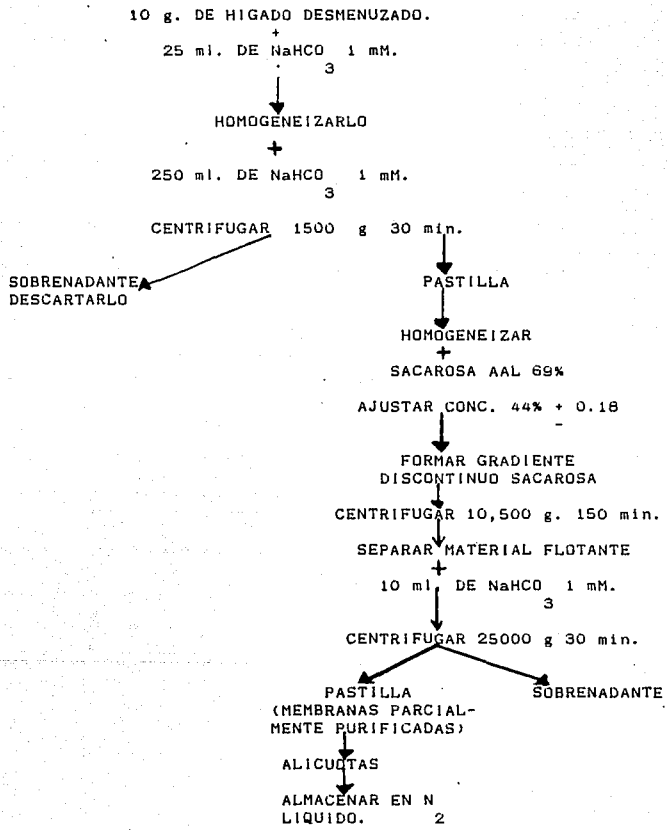 10 g. DE HIGADO DESMENUZADO.
+
25 ml. DE NaHCO 1 mM.
3
HOMOGENEIZARLO
+
250 ml. DE NaHCO 1 mM.
3
CENTRIFUGAR 1500 g 30 min.
SOBRENADANTE
DESCARTARLO
PASTILLA
HOMOGENEIZAR
+
SACAROSA AAL 69%
AJUSTAR CONC. 44% + 0.18
-
FORMAR GRADIENTE
DISCONTINUO SACAROSA
CENTRIFUGAR 10,500 g. 150 min.
SEPARAR MATERIAL FLOTANTE
+
10 ml. DE NaHCO 1 mM.
3
CENTRIFUGAR 25000 g 30 min.
PASTILLA
(MEMBRANAS PARCIAL-
MENTE PURIFICADAS)
SOBRENADANTE
ALICUOTAS
ALMACENAR EN N
LIQUIDO. 2